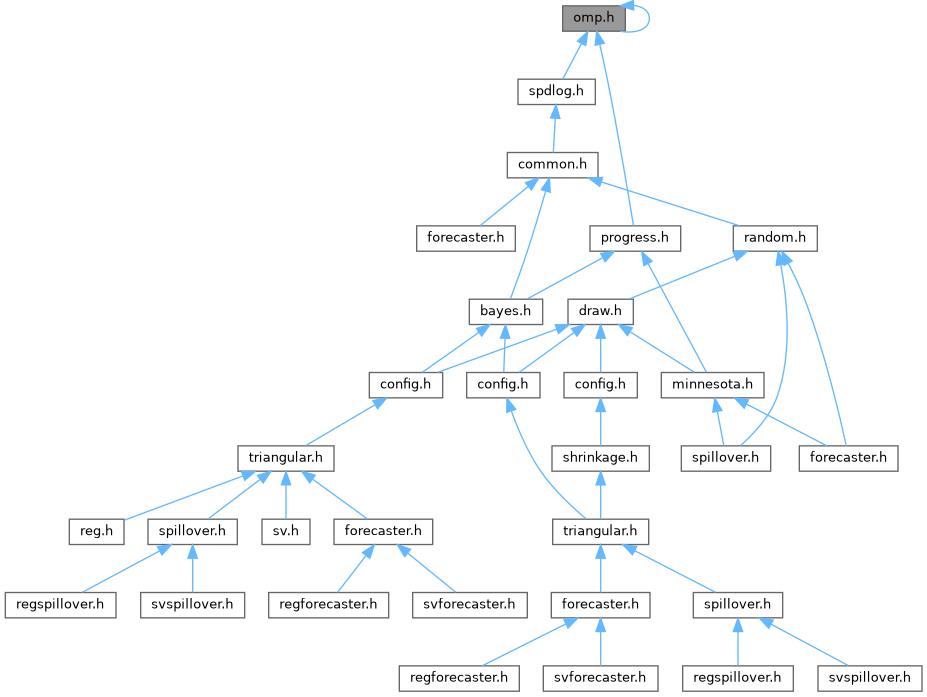 omp.h
spdlog.h
common.h
forecaster.h
progress.h
random.h
bayes.h
draw.h
config.h
config.h
config.h
minnesota.h
triangular.h
shrinkage.h
spillover.h
forecaster.h
reg.h
spillover.h
sv.h
forecaster.h
triangular.h
regspillover.h
svspillover.h
regforecaster.h
svforecaster.h
forecaster.h
spillover.h
regforecaster.h
svforecaster.h
regspillover.h
svspillover.h